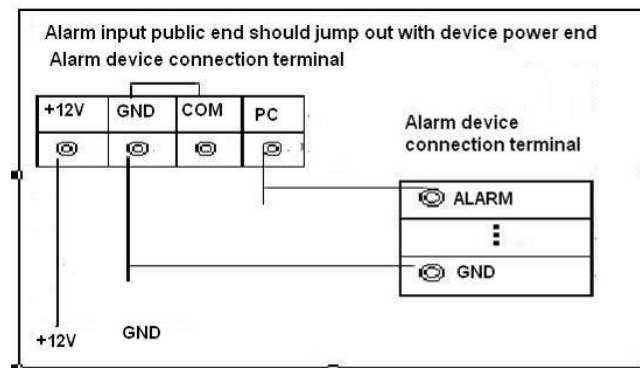 Alarm input public end should jump out with device power end
Alarm device connection terminal
+12V GND COM PC
Alarm device
connection terminal
ALARM
GND
+12V GND